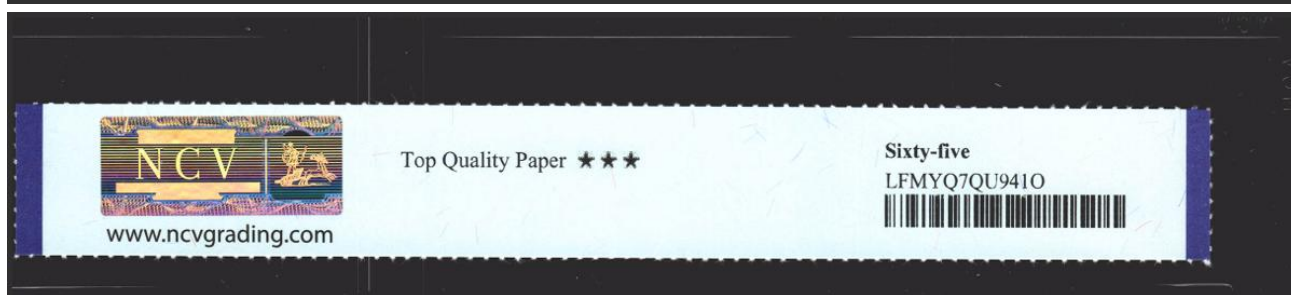 NCV
www.ncvgrading.com
Top Quality Paper ★★★
Sixty-five
LFMYQ7QU941O